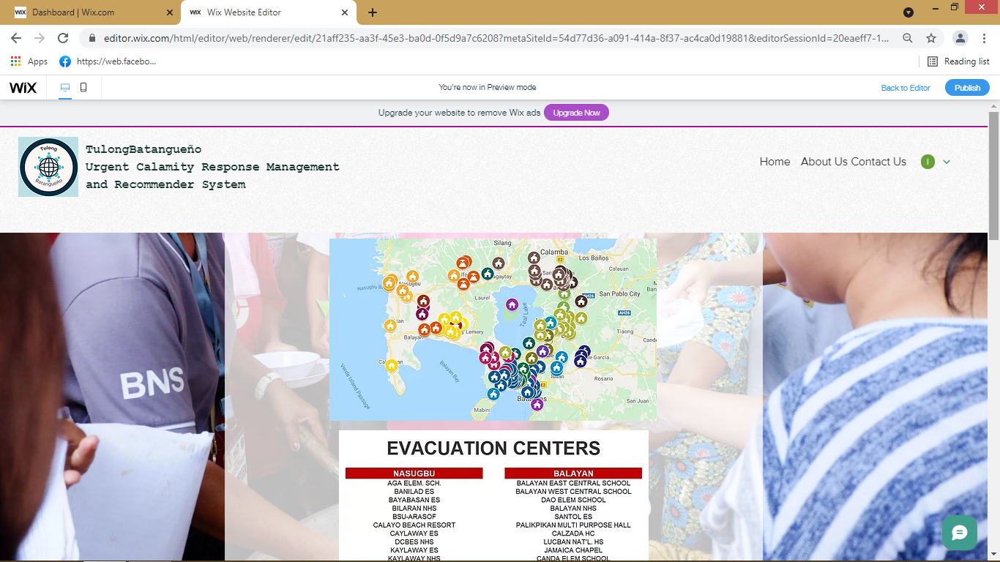 Dashboard | Wix.com
Wix Website Editor
editor.wix.com/html/editor/web/renderer/edit/21aff235-aa3f-45e3-ba0d-0f5d9a7c6208?metaSiteId=54d77d36-a091-414a-8f37-ac4ca0d19881&editorSessionId=20eaeff7-1...
Apps
https://web.facebo...
Reading list
WiX
You're now in Preview mode
Back to Editor
Publish
Upgrade your website to remove Wix ads
Upgrade Now
Tulong
Batangueño
TulongBatangueño
Urgent Calamity Response Management
and Recommender System
Home
About Us
Contact Us
I
BNS
Silang
Calamba
E2
Los Baños
Calauan
Nasugbu
San Pablo City
AH26
Laurel
Taal Lake
AH26
Tiaong
Balayan
Lemery
Balayan Bay
Verde Island Passage
Rosario
E2
San Juan
Mabini
EVACUATION CENTERS
NASUGBU
AGA ELEM. SCH.
BANILAD ES
BAYABASAN ES
BILARAN NHS
BSU-ARASOF
CALAYO BEACH RESORT
CAYLAWAY ES
DCBES NHS
KAYLAWAY ES
KAYLAWAY NHS
BALAYAN
BALAYAN EAST CENTRAL SCHOOL
BALAYAN WEST CENTRAL SCHOOL
DAO ELEM SCHOOL
BALAYAN NHS
SANTOL ES
PALIKPIKAN MULTI PURPOSE HALL
CALZADA HC
LUCBAN NAT'L. HS
JAMAICA CHAPEL
CANDA ELEM SCHOOL